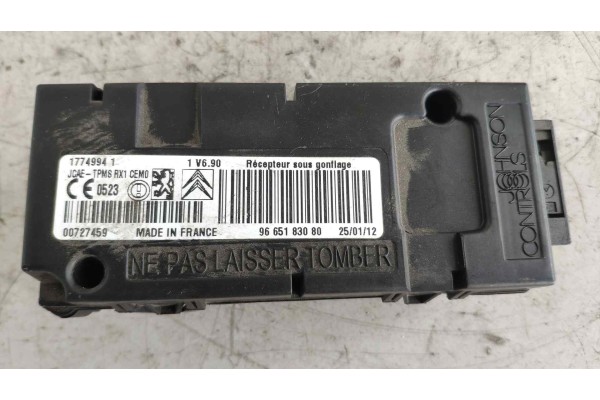 1774994 1
1 V6.90
Récepteur sous gonflage
JCAE-TPMS RX1 CEM0
CE 0523
00727459
MADE IN FRANCE
96 651 830 80
25/01/12
NE PAS LAISSER TOMBER
JOHNSON
CONTROLS